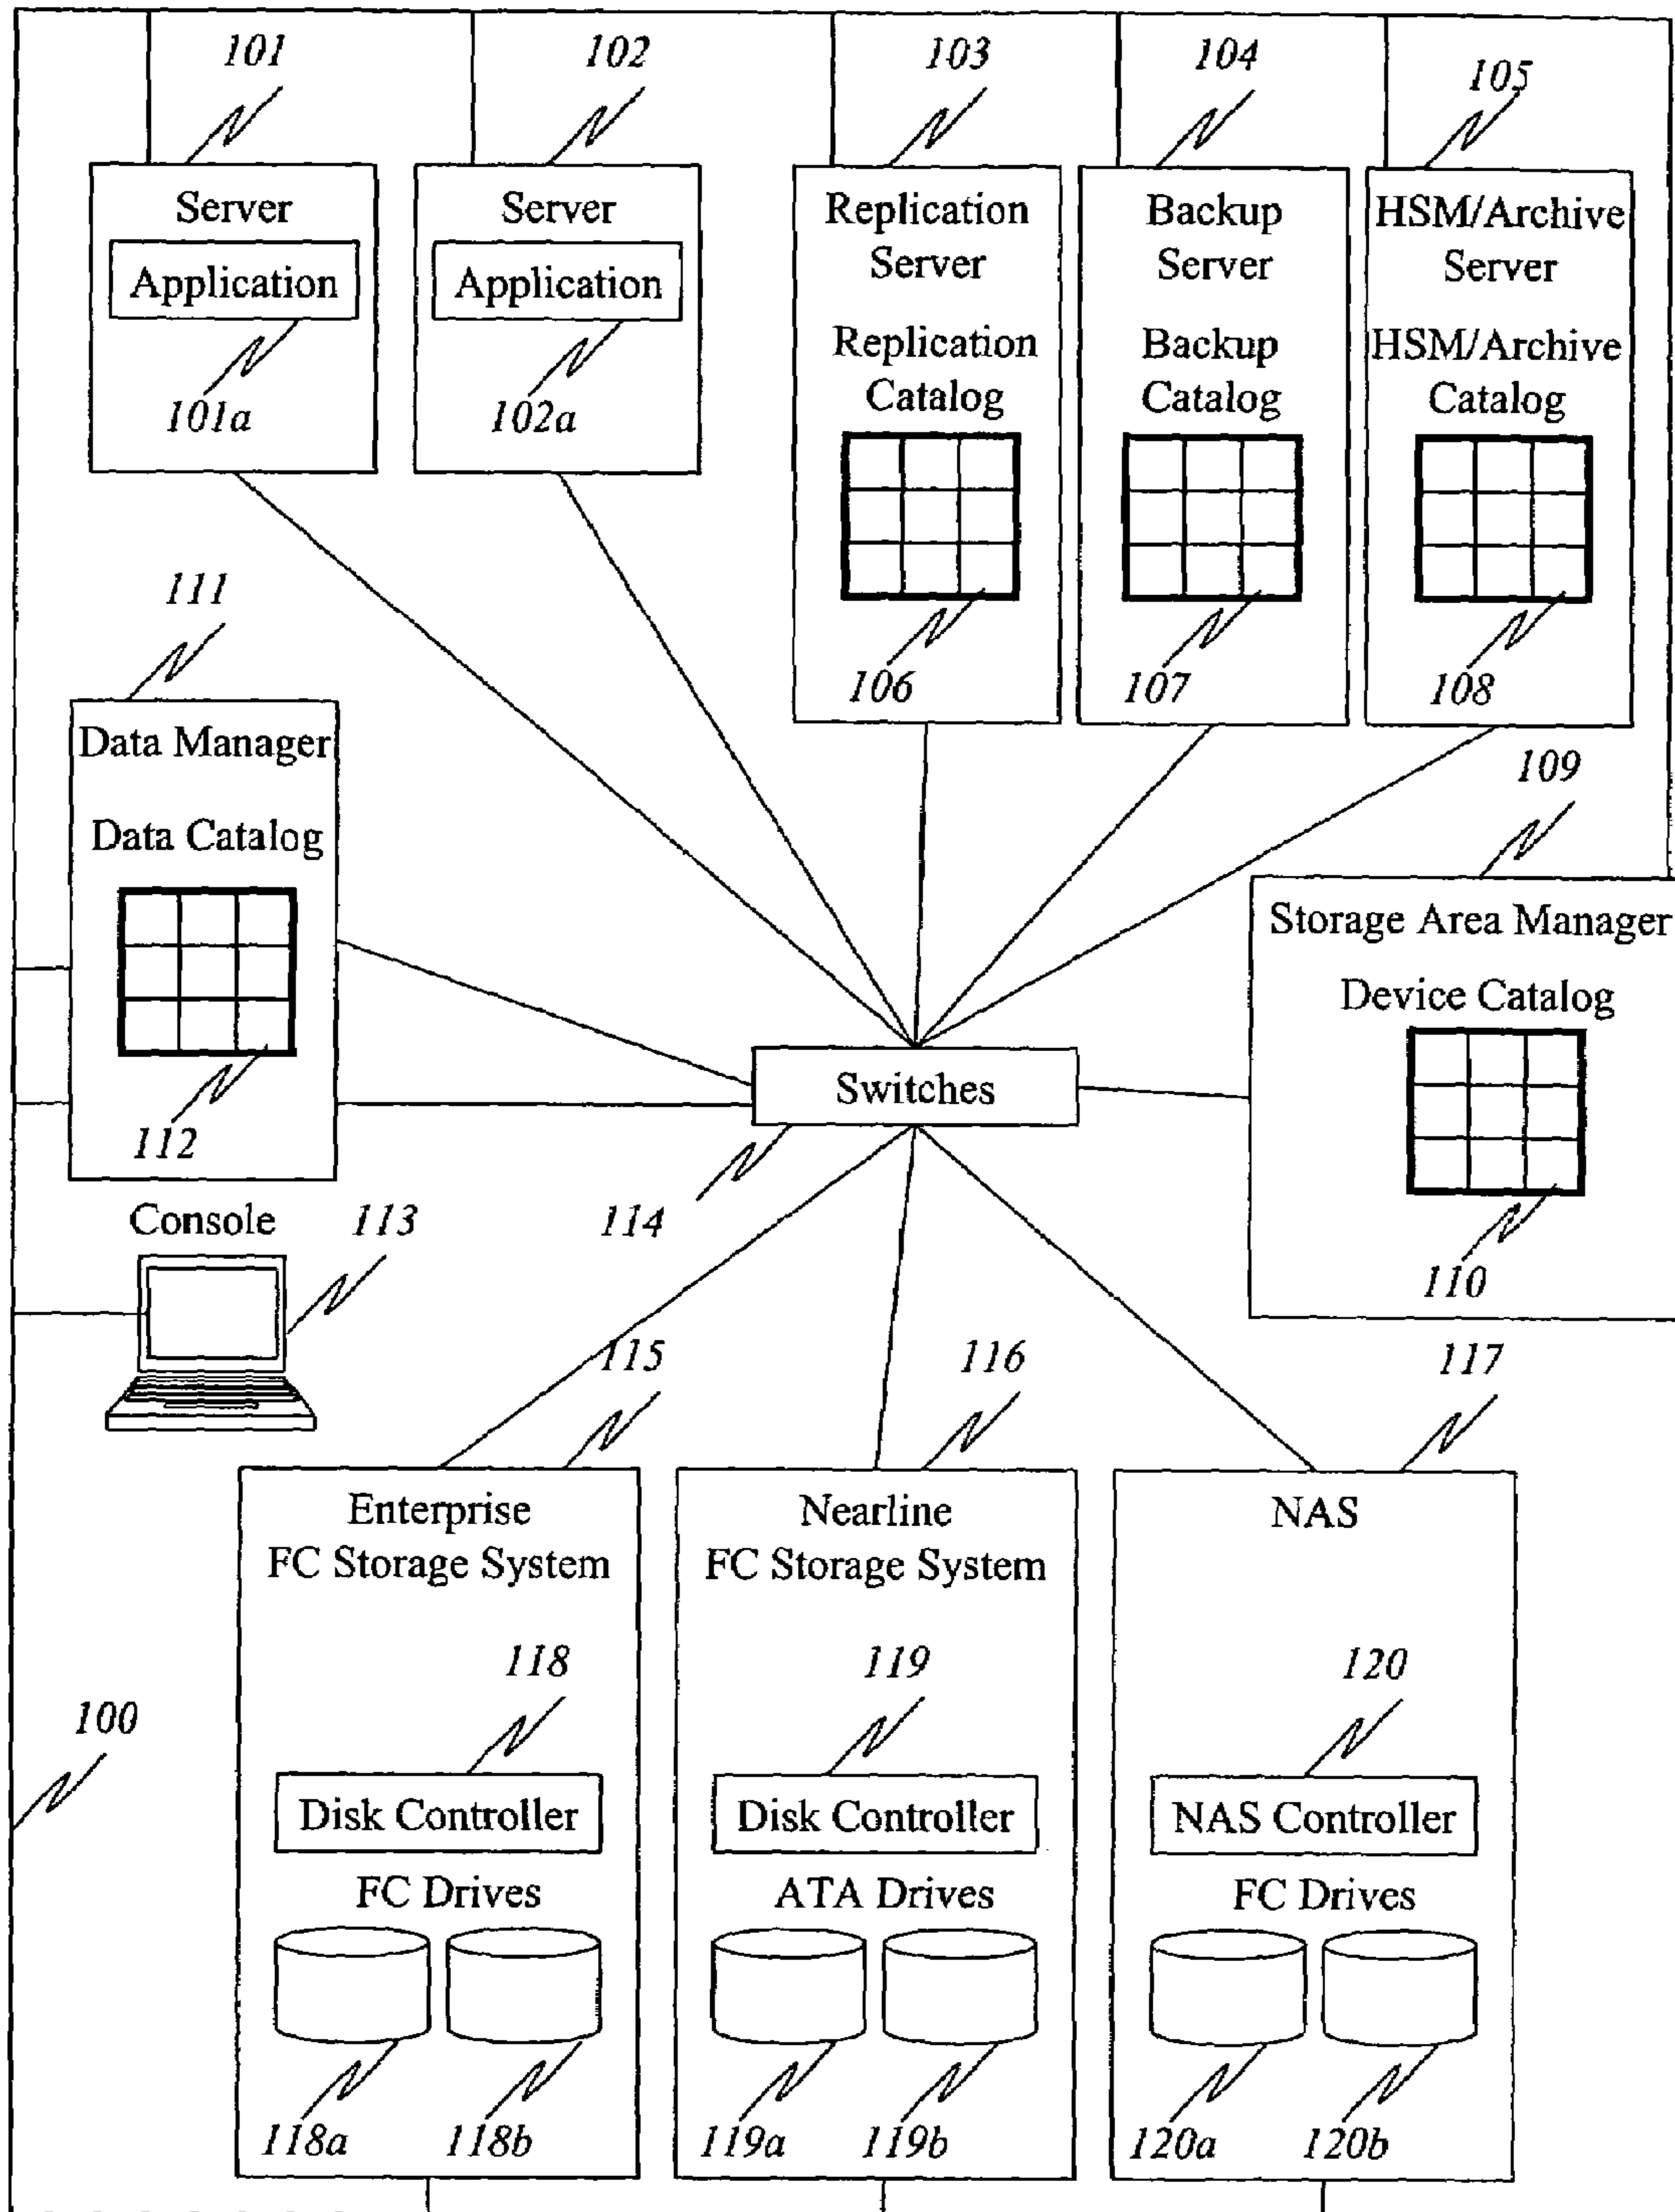 101
102
103
104
105
Server
Application
101a
Server
Application
102a
Replication
Server
Replication
Catalog
106
Backup
Server
Backup
Catalog
107
HSM/Archive
Server
HSM/Archive
Catalog
108
111
Data Manager
Data Catalog
112
109
Storage Area Manager
Device Catalog
110
Switches
114
Console
113
115
116
117
Enterprise
FC Storage System
118
Disk Controller
FC Drives
118a
118b
Nearline
FC Storage System
119
Disk Controller
ATA Drives
119a
119b
NAS
120
NAS Controller
FC Drives
120a
120b
100